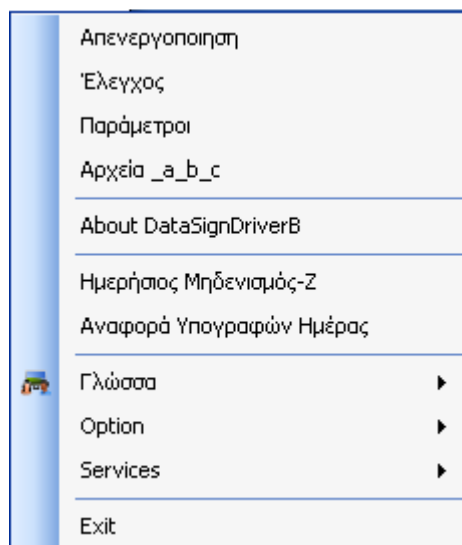 Απενεργοποιηση
Έλεγχος
Παράμετροι
Αρχεία _a_b_c
About DataSignDriverB
Ημερήσιος Μηδενισμός-Ζ
Αναφορά Υπογραφών Ημέρας
Γλώσσα
Option
Services
Exit